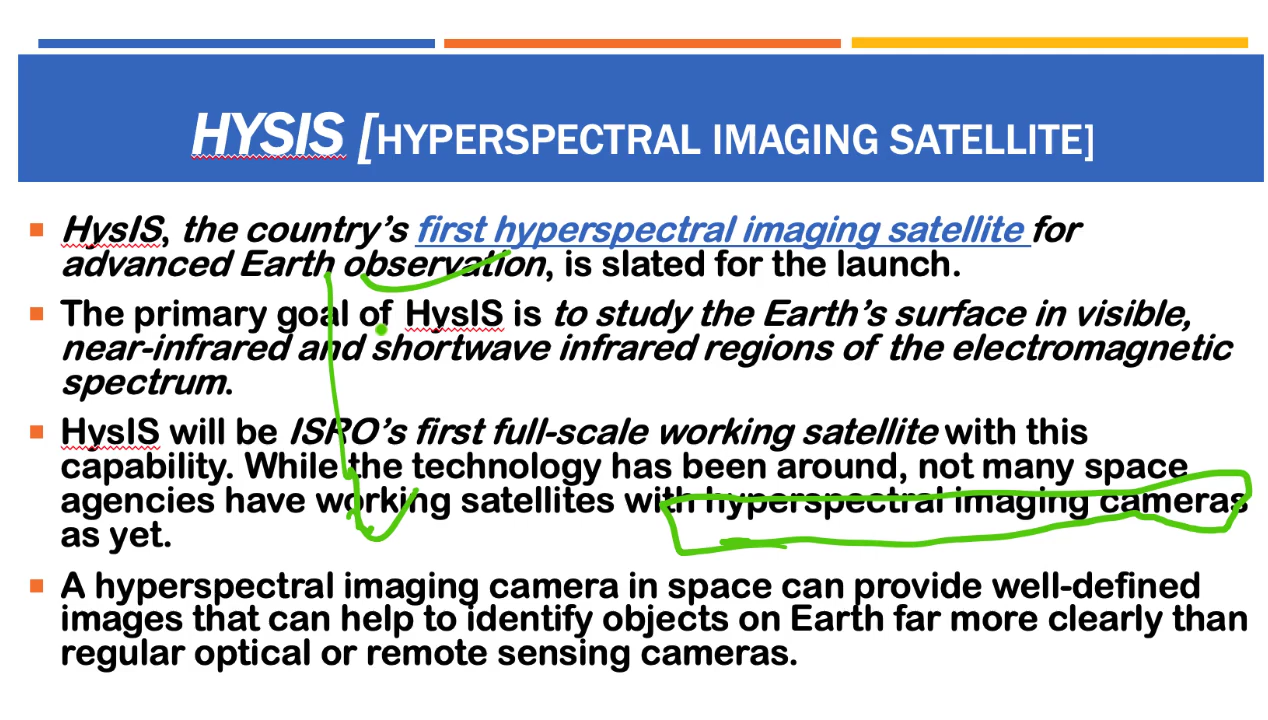 HYSIS [HYPERSPECTRAL IMAGING SATELLITE]
HysIS, the country’s first hyperspectral imaging satellite for
advanced Earth observation, is slated for the launch.
The primary goal of HysIS is to study the Earth’s surface in visible,
near-infrared and shortwave infrared regions of the electromagnetic
spectrum.
HysIS will be ISRO’s first full-scale working satellite with this
capability. While the technology has been around, not many space
agencies have working satellites with hyperspectral imaging cameras
as yet.
A hyperspectral imaging camera in space can provide well-defined
images that can help to identify objects on Earth far more clearly than
regular optical or remote sensing cameras.